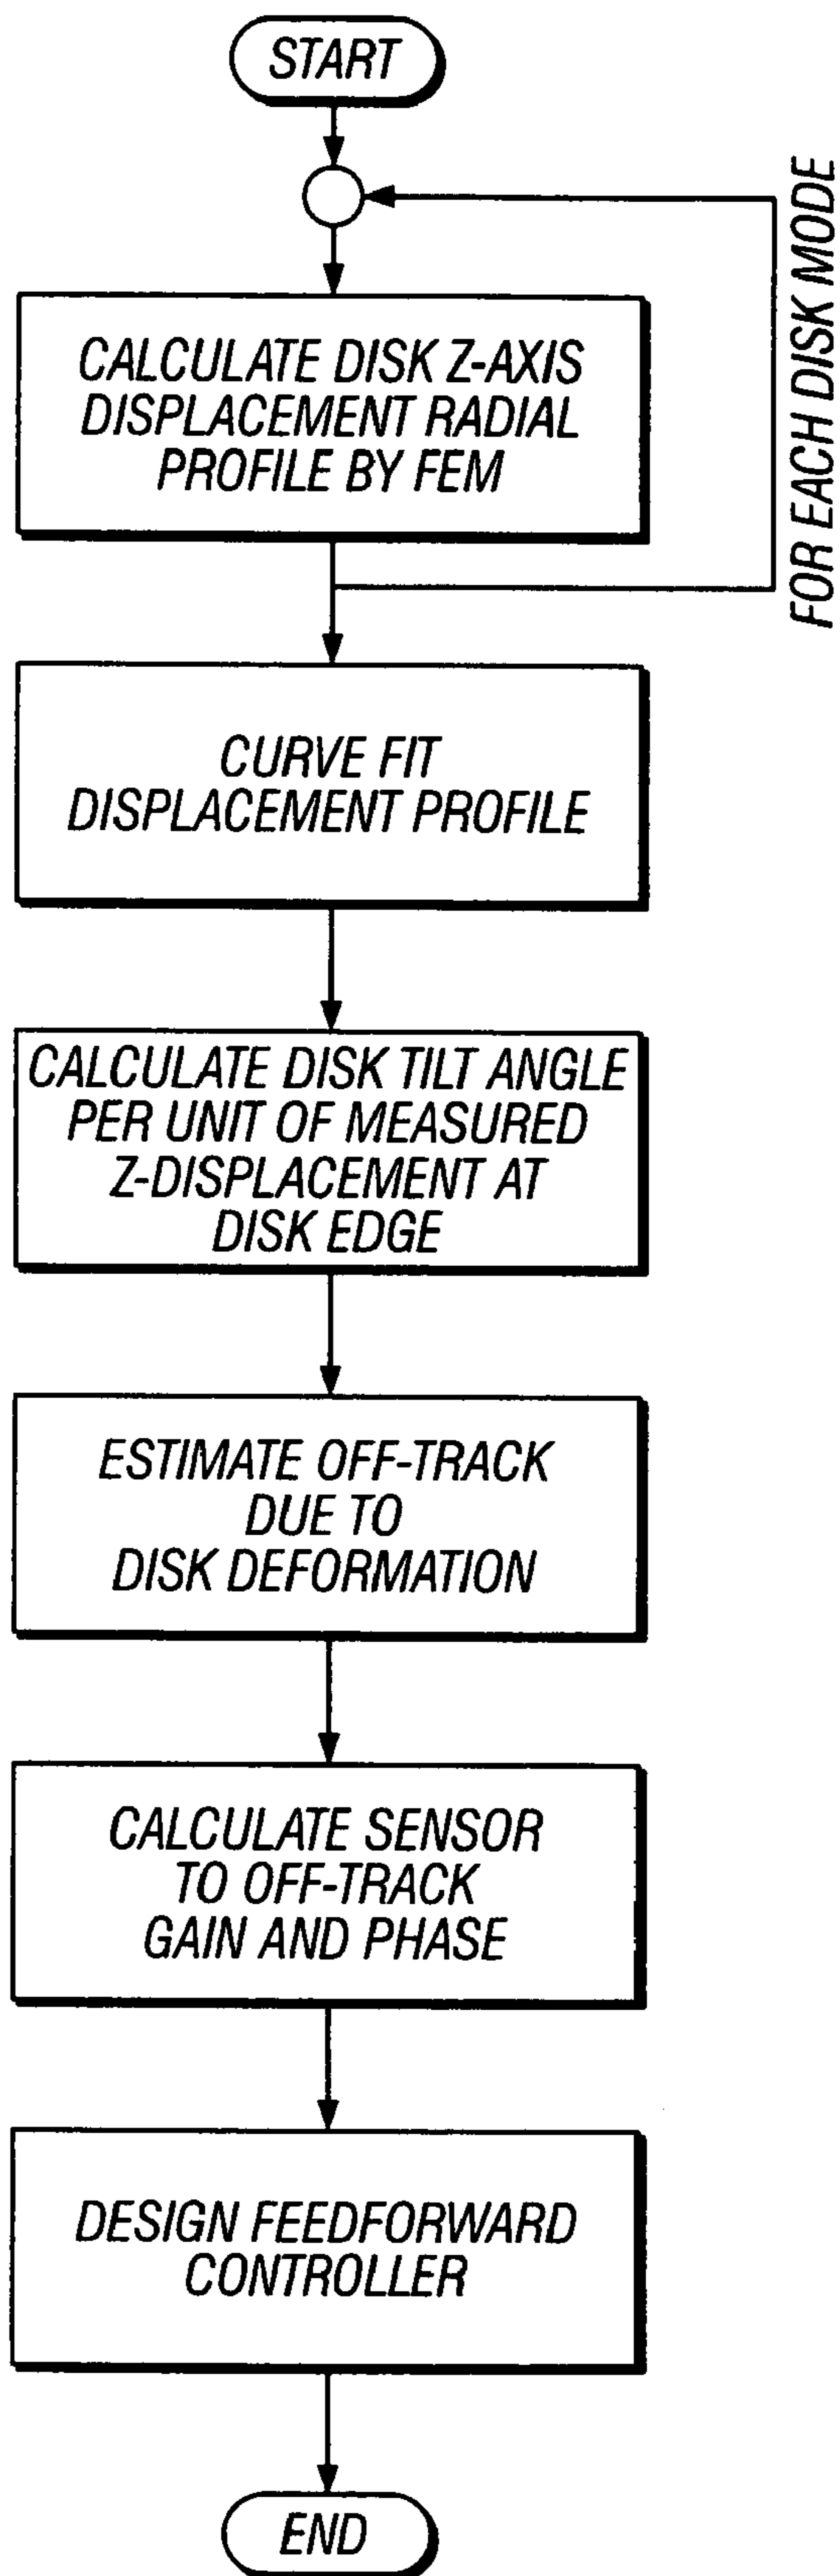 START
FOR EACH DISK MODE
CALCULATE DISK Z-AXIS
DISPLACEMENT RADIAL
PROFILE BY FEM
CURVE FIT
DISPLACEMENT PROFILE
CALCULATE DISK TILT ANGLE
PER UNIT OF MEASURED
Z-DISPLACEMENT AT
DISK EDGE
ESTIMATE OFF-TRACK
DUE TO
DISK DEFORMATION
CALCULATE SENSOR
TO OFF-TRACK
GAIN AND PHASE
DESIGN FEEDFORWARD
CONTROLLER
END